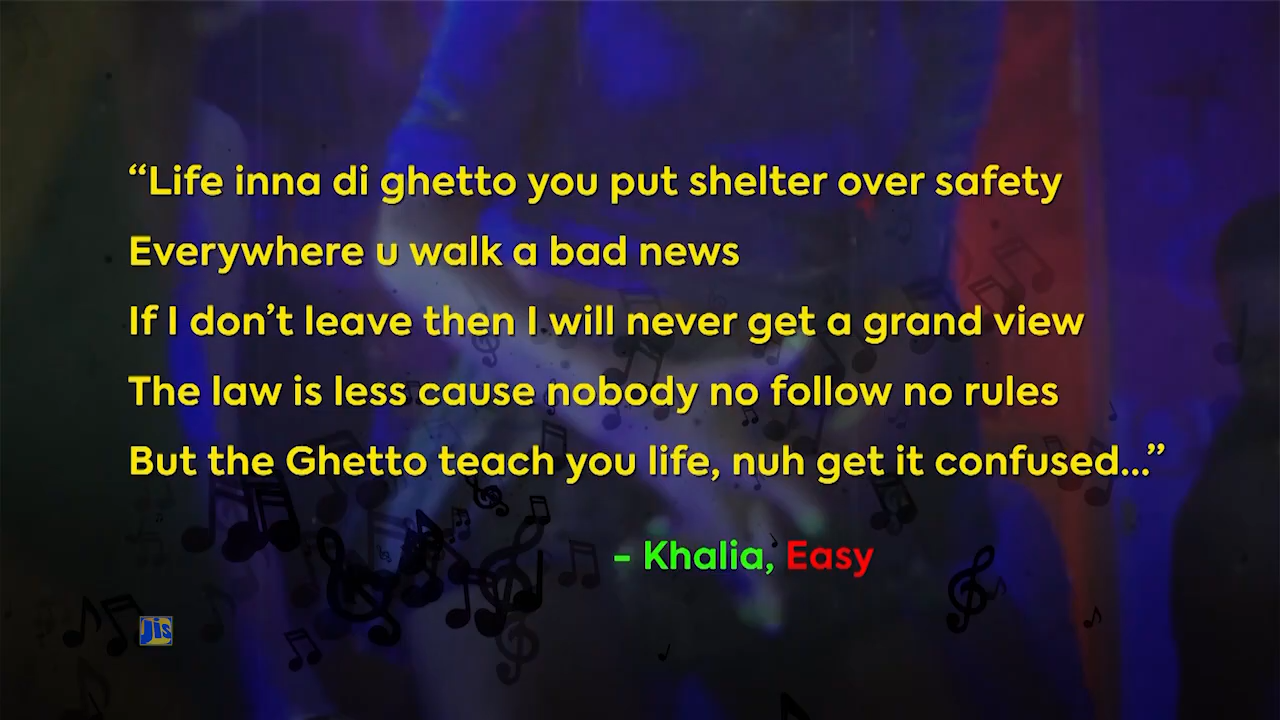 “Life inna di ghetto you put shelter over safety
Everywhere u walk a bad news
If I don’t leave then I will never get a grand view
The law is less cause nobody no follow no rules
But the Ghetto teach you life, nuh get it confused...”
- Khalia, Easy
Jis